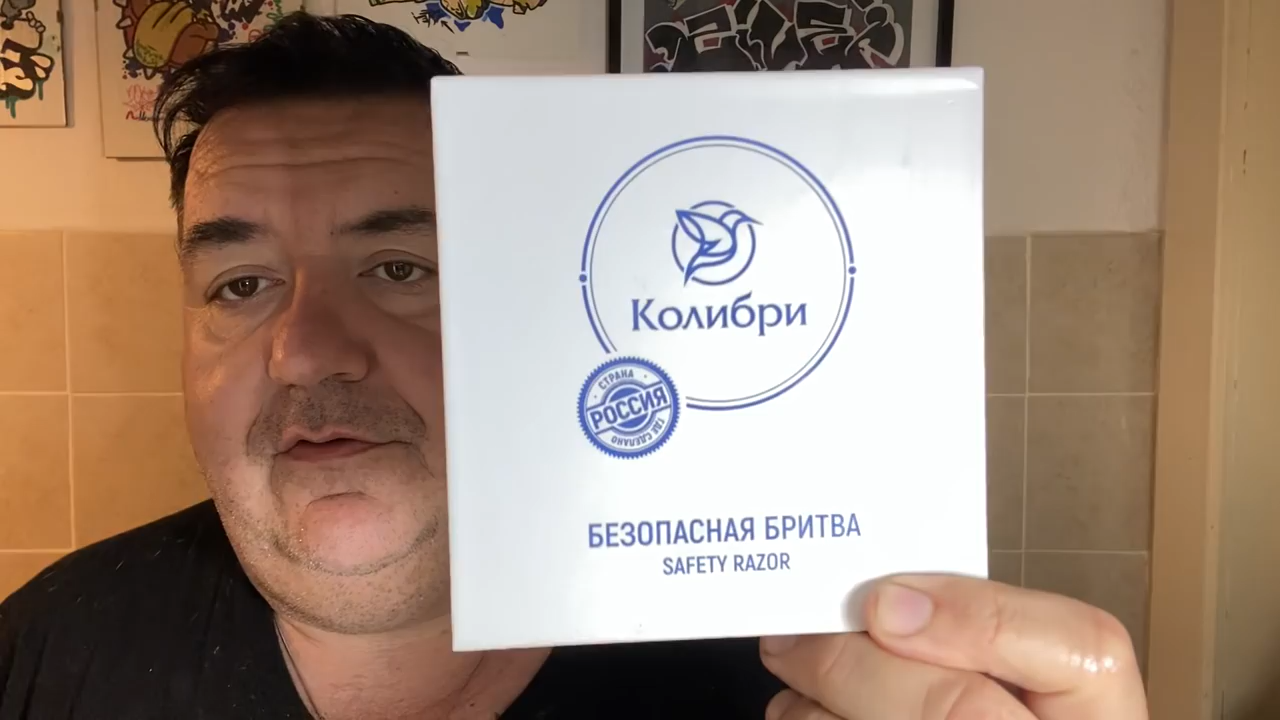 Колибри
СТРАНА
РОССИЯ
ГДЕ СДЕЛАНО
БЕЗОПАСНАЯ БРИТВА
SAFETY RAZOR